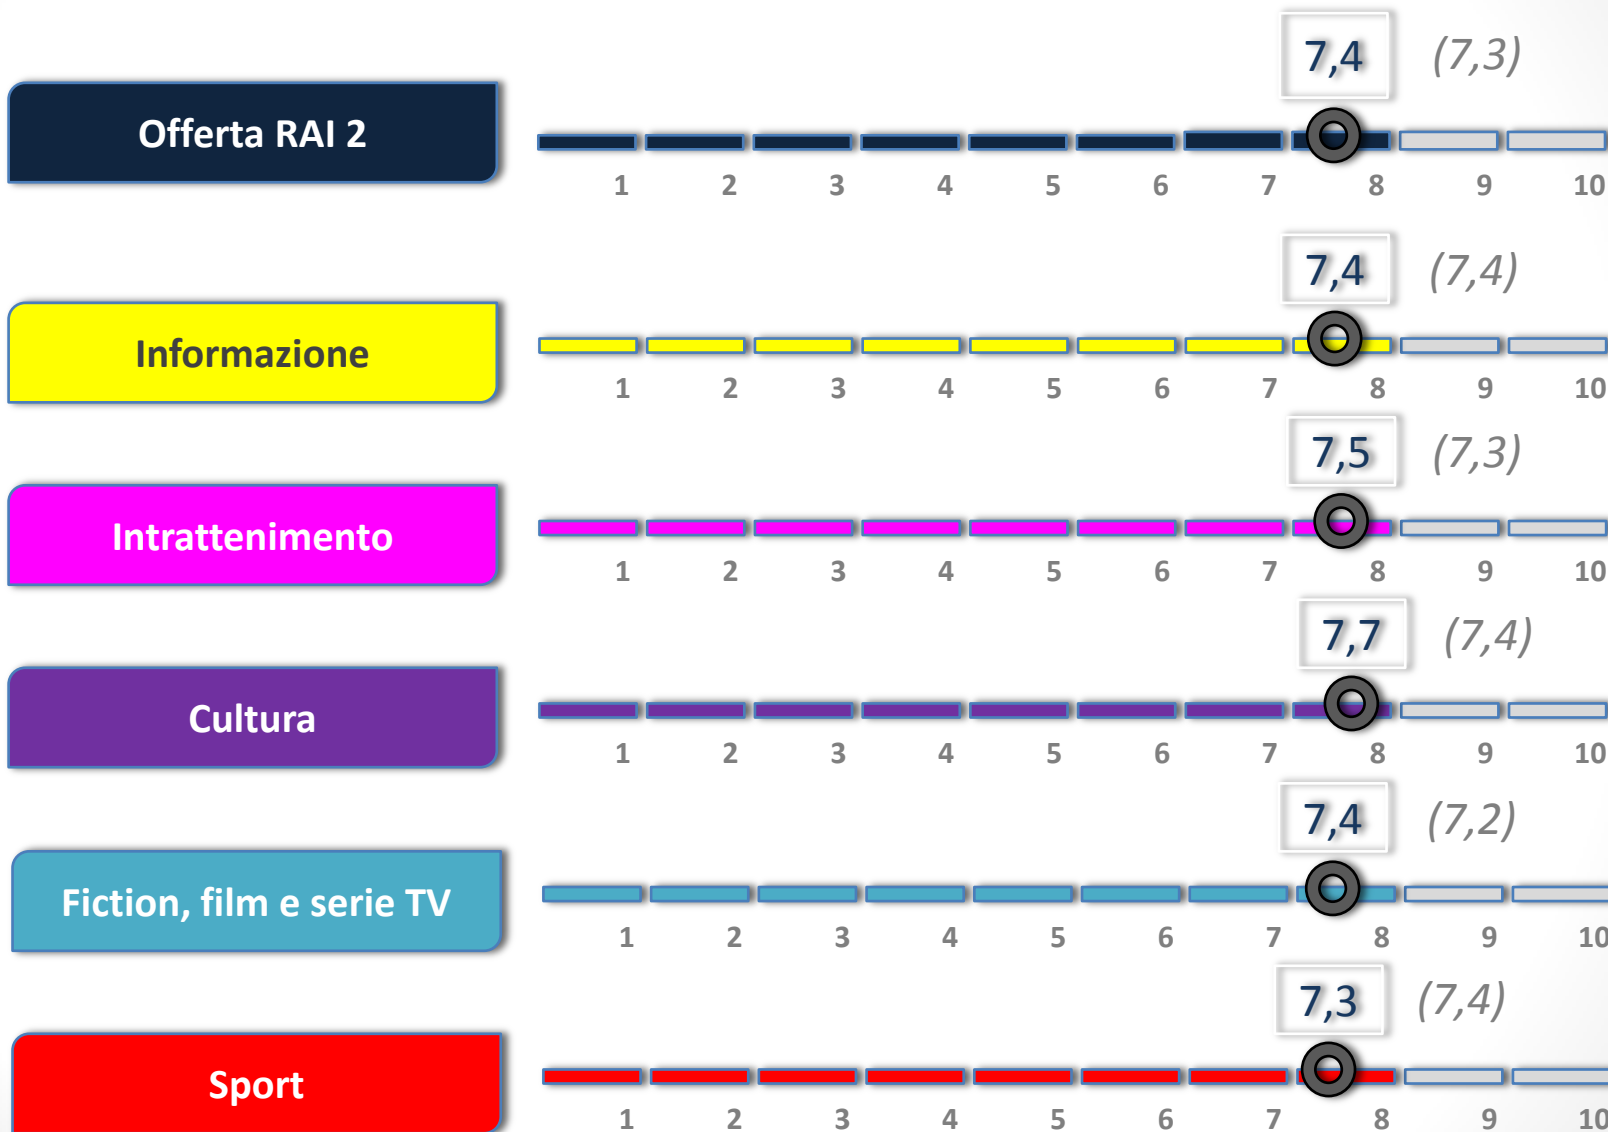 7,4 (7,3)
Offerta RAI 2
1 2 3 4 5 6 7 8 9 10
7,4 (7,4)
Informazione
1 2 3 4 5 6 7 8 9 10
7,5 (7,3)
Intrattenimento
1 2 3 4 5 6 7 8 9 10
7,7 (7,4)
Cultura
1 2 3 4 5 6 7 8 9 10
7,4 (7,2)
Fiction, film e serie TV
1 2 3 4 5 6 7 8 9 10
7,3 (7,4)
Sport
1 2 3 4 5 6 7 8 9 10